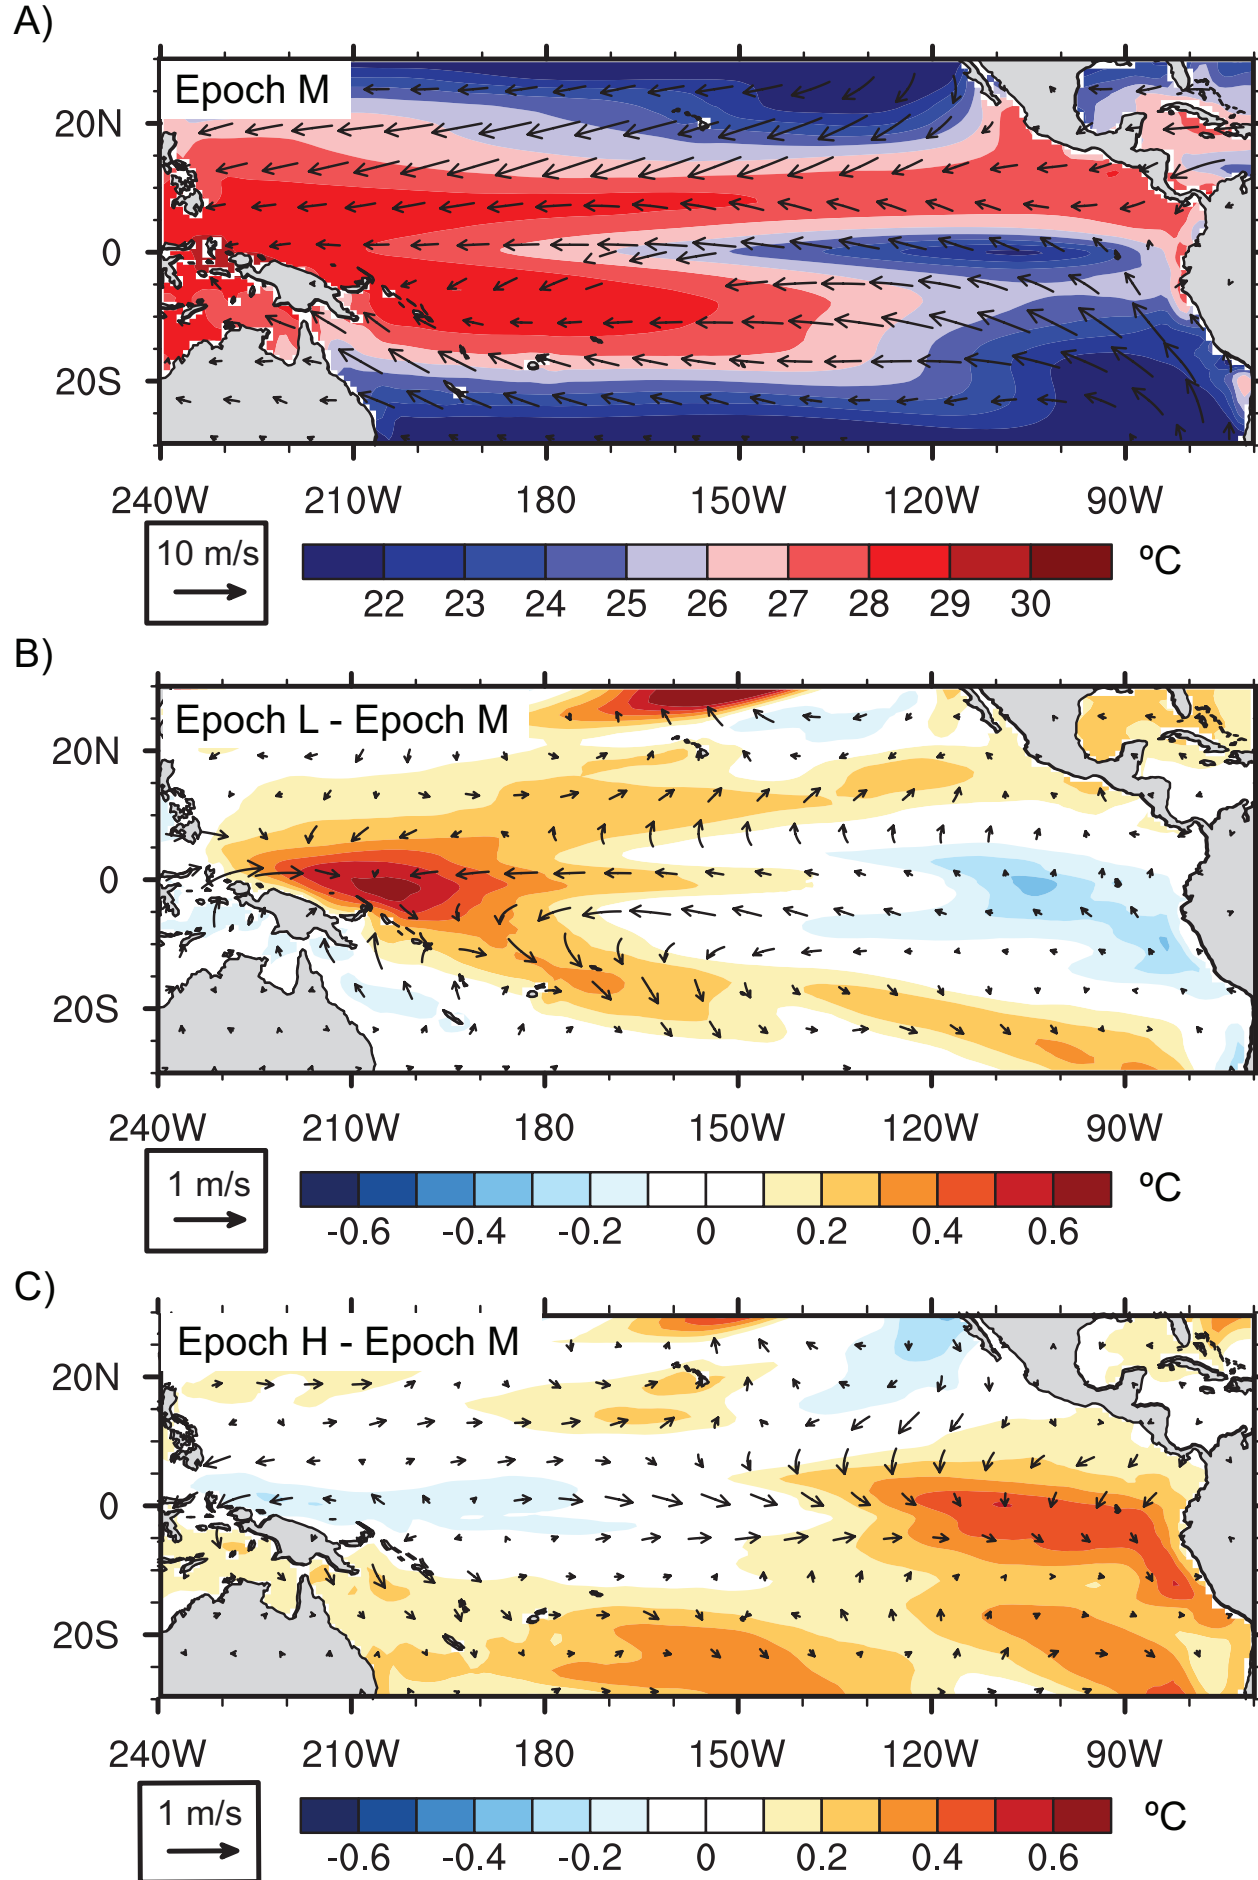 A)
Epoch M
20N
0
20S
240W 210W 180 150W 120W 90W
10 m/s
ºC
22 23 24 25 26 27 28 29 30
B)
Epoch L - Epoch M
20N
0
20S
240W 210W 180 150W 120W 90W
1 m/s
ºC
-0.6 -0.4 -0.2 0 0.2 0.4 0.6
C)
Epoch H - Epoch M
20N
0
20S
240W 210W 180 150W 120W 90W
1 m/s
ºC
-0.6 -0.4 -0.2 0 0.2 0.4 0.6